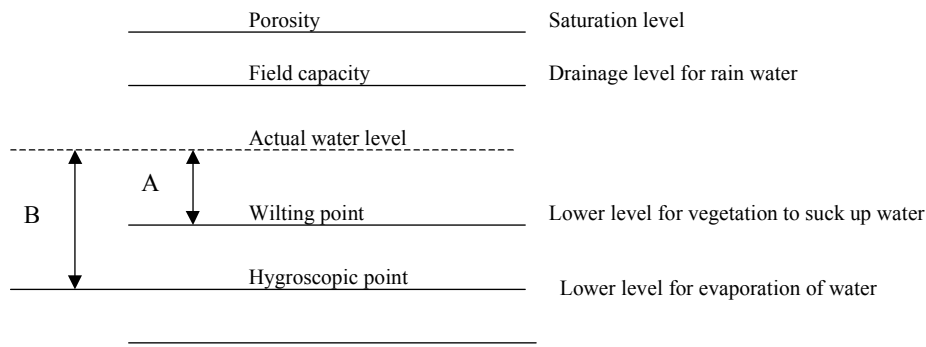 Porosity Saturation level
Field capacity Drainage level for rain water
Actual water level
A
B
Wilting point Lower level for vegetation to suck up water
Hygroscopic point Lower level for evaporation of water